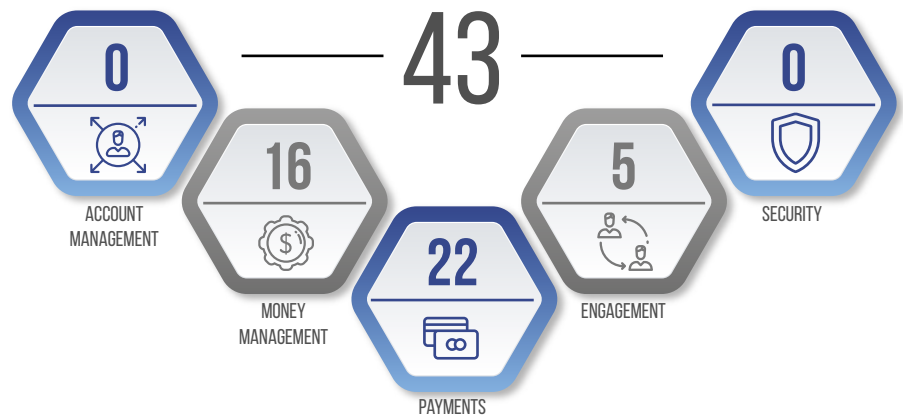 43
0
ACCOUNT
MANAGEMENT
16
$
MONEY
MANAGEMENT
22
PAYMENTS
5
ENGAGEMENT
0
SECURITY